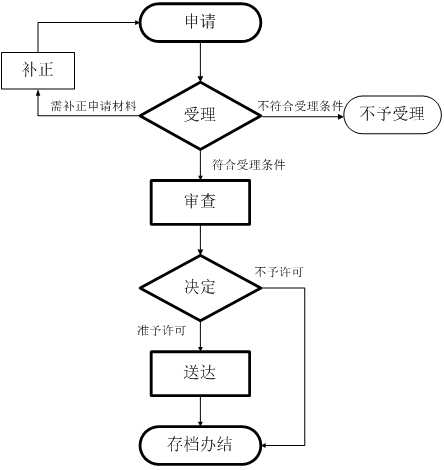 申请
补正
需补正申请材料
受理
不符合受理条件
不予受理
符合受理条件
审查
决定
不予许可
准予许可
送达
存档办结